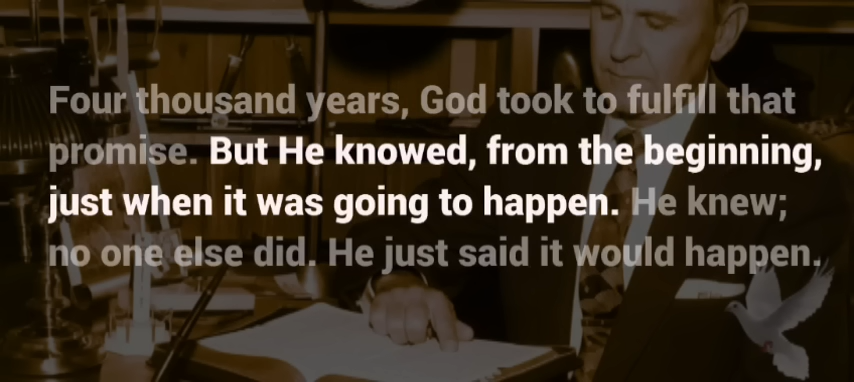 Four thousand years, God took to fulfill that
promise. But He knowed, from the beginning,
just when it was going to happen. He knew;
no one else did. He just said it would happen.